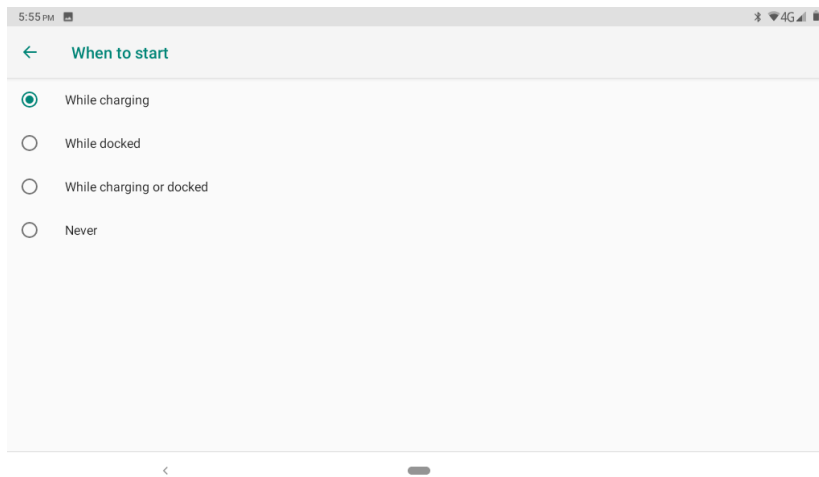 5:55 PM 4G
When to start
While charging
While docked
While charging or docked
Never